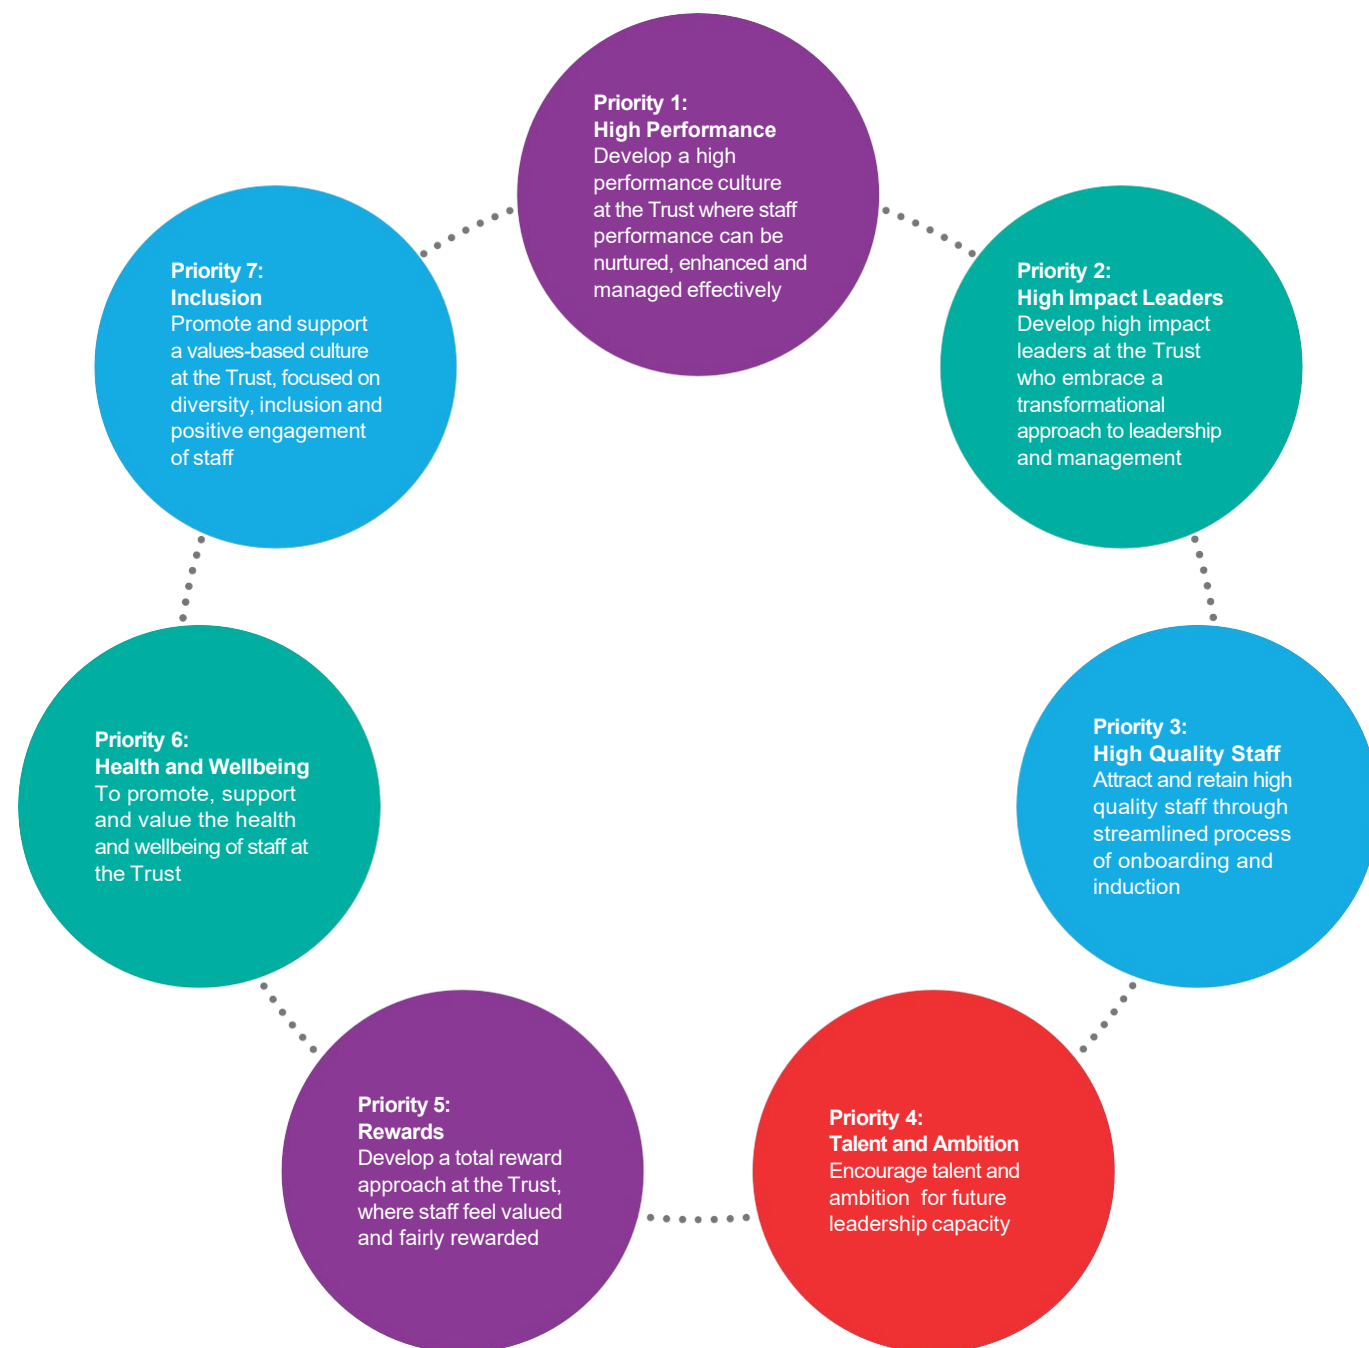 Priority 1:
High Performance
Develop a high
performance culture
at the Trust where staff
performance can be
nurtured, enhanced and
managed effectively
Priority 2:
High Impact Leaders
Develop high impact
leaders at the Trust
who embrace a
transformational
approach to leadership
and management
Priority 3:
High Quality Staff
Attract and retain high
quality staff through
streamlined process
of onboarding and
induction
Priority 4:
Talent and Ambition
Encourage talent and
ambition for future
leadership capacity
Priority 5:
Rewards
Develop a total reward
approach at the Trust,
where staff feel valued
and fairly rewarded
Priority 6:
Health and Wellbeing
To promote, support
and value the health
and wellbeing of staff at
the Trust
Priority 7:
Inclusion
Promote and support
a values-based culture
at the Trust, focused on
diversity, inclusion and
positive engagement
of staff